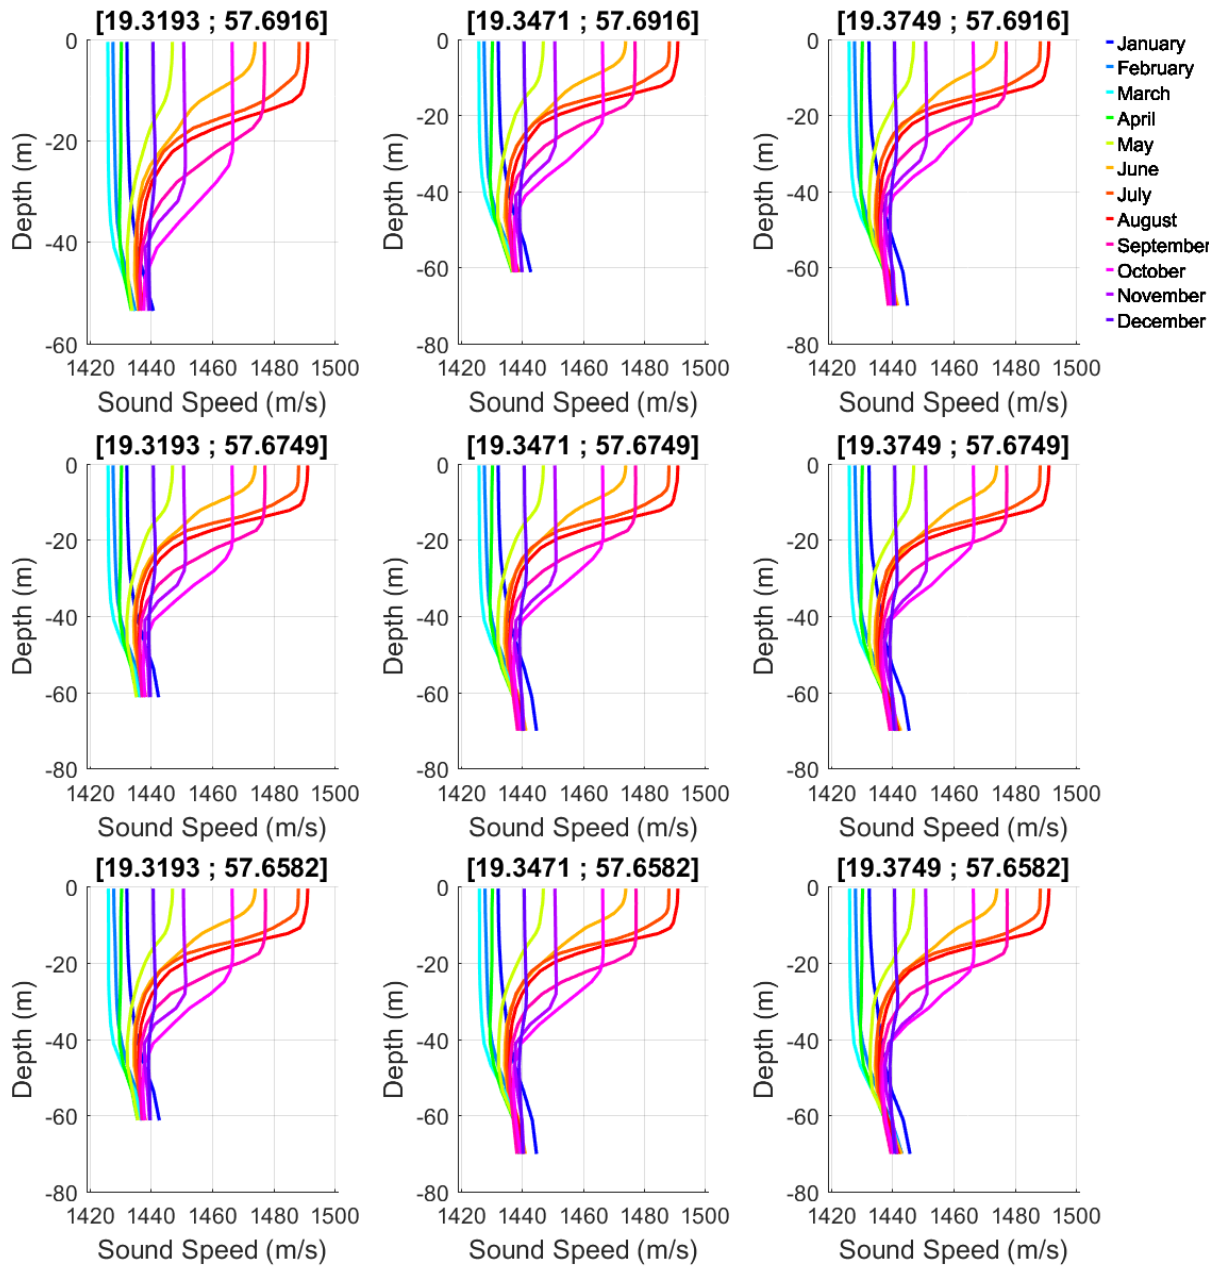 [19.3193 ; 57.6916]
[19.3471 ; 57.6916]
[19.3749 ; 57.6916]
0
-20
-40
-60
Depth (m)
1420 1440 1460 1480 1500
Sound Speed (m/s)
0
-20
-40
-60
-80
Depth (m)
1420 1440 1460 1480 1500
Sound Speed (m/s)
0
-20
-40
-60
-80
Depth (m)
1420 1440 1460 1480 1500
Sound Speed (m/s)
January
February
March
April
May
June
July
August
September
October
November
December
[19.3193 ; 57.6749]
[19.3471 ; 57.6749]
[19.3749 ; 57.6749]
0
-20
-40
-60
-80
Depth (m)
1420 1440 1460 1480 1500
Sound Speed (m/s)
0
-20
-40
-60
-80
Depth (m)
1420 1440 1460 1480 1500
Sound Speed (m/s)
0
-20
-40
-60
-80
Depth (m)
1420 1440 1460 1480 1500
Sound Speed (m/s)
[19.3193 ; 57.6582]
[19.3471 ; 57.6582]
[19.3749 ; 57.6582]
0
-20
-40
-60
-80
Depth (m)
1420 1440 1460 1480 1500
Sound Speed (m/s)
0
-20
-40
-60
-80
Depth (m)
1420 1440 1460 1480 1500
Sound Speed (m/s)
0
-20
-40
-60
-80
Depth (m)
1420 1440 1460 1480 1500
Sound Speed (m/s)